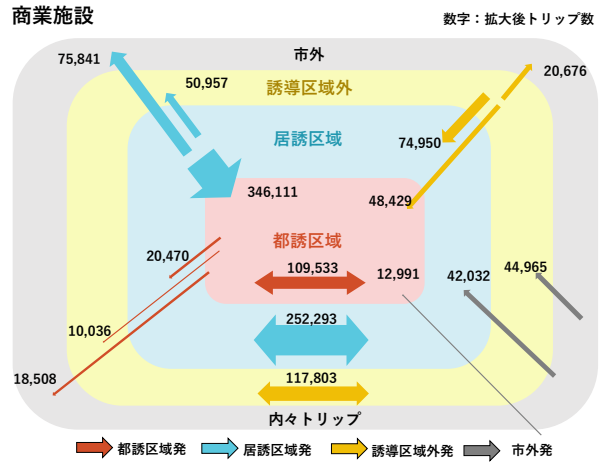 商業施設
数字：拡大後トリップ数
市外
75,841
20,676
50,957
誘導区域外
居誘区域
74,950
346,111
48,429
都誘区域
20,470
109,533
12,991
42,032
44,965
252,293
10,036
18,508
117,803
内々トリップ
都誘区域発
居誘区域発
誘導区域外発
市外発